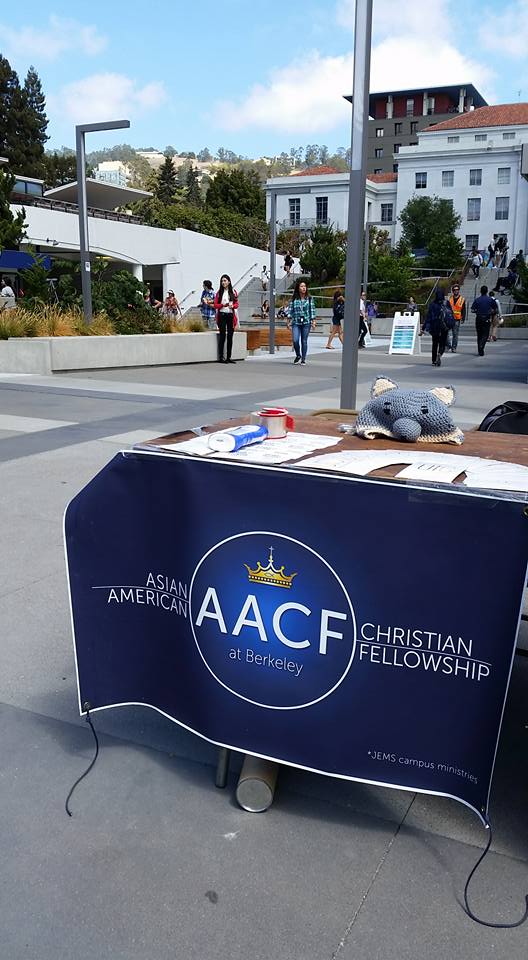 ASIAN
AMERICAN
AACF
at Berkeley
CHRISTIAN
FELLOWSHIP
*JEMS campus ministries